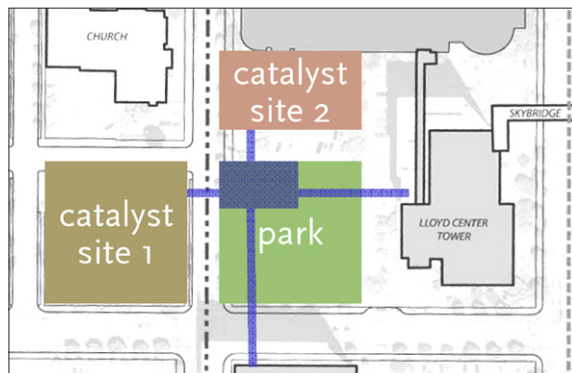 CHURCH
catalyst
site 2
SKYBRIDGE
catalyst
site 1
park
LLOYD CENTER
TOWER